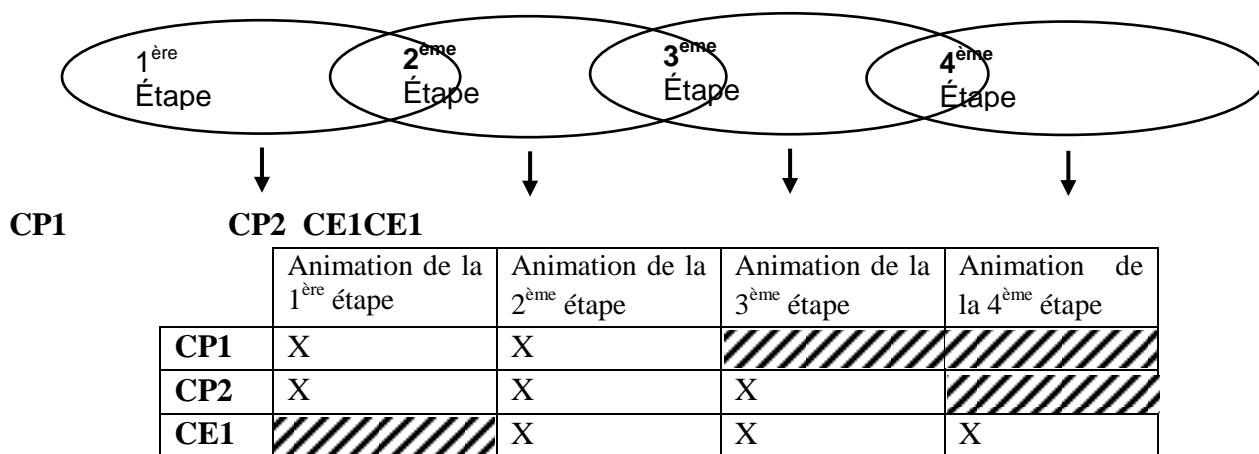 1ère 2ème 3ème 4ème
Étape Étape Étape Étape
CP1 CP2 CE1CE1
Animation de la Animation de la Animation de la Animation de
1ère étape 2ème étape 3ème étape la 4ème étape
CP1 X X
CP2 X X X
CE1 X X X